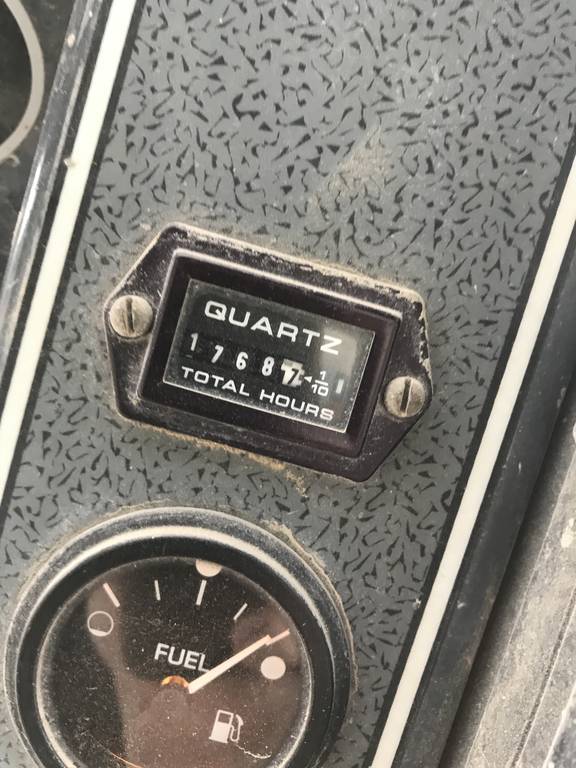 QUARTZ
1 7 6 8 7 1/10
TOTAL HOURS
FUEL